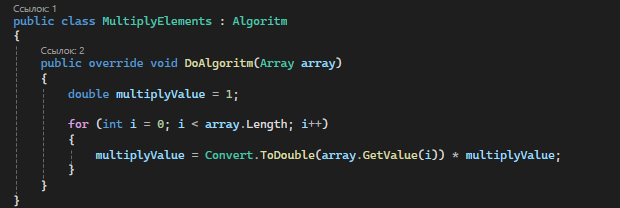 Ссылок: 1
public class MultiplyElements : Algoritm
{
Ссылок: 2
public override void DoAlgoritm(Array array)
{
double multiplyValue = 1;
for (int i = 0; i < array.Length; i++)
{
multiplyValue = Convert.ToDouble(array.GetValue(i)) * multiplyValue;
}
}
}